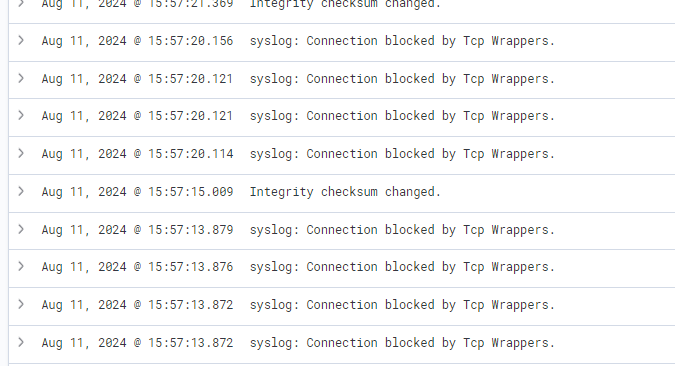 Aug 11, 2024 @ 15:57:21.369 Integrity checksum changed.
Aug 11, 2024 @ 15:57:20.156 syslog: Connection blocked by Tcp Wrappers.
Aug 11, 2024 @ 15:57:20.121 syslog: Connection blocked by Tcp Wrappers.
Aug 11, 2024 @ 15:57:20.121 syslog: Connection blocked by Tcp Wrappers.
Aug 11, 2024 @ 15:57:20.114 syslog: Connection blocked by Tcp Wrappers.
Aug 11, 2024 @ 15:57:15.009 Integrity checksum changed.
Aug 11, 2024 @ 15:57:13.879 syslog: Connection blocked by Tcp Wrappers.
Aug 11, 2024 @ 15:57:13.876 syslog: Connection blocked by Tcp Wrappers.
Aug 11, 2024 @ 15:57:13.872 syslog: Connection blocked by Tcp Wrappers.
Aug 11, 2024 @ 15:57:13.872 syslog: Connection blocked by Tcp Wrappers.